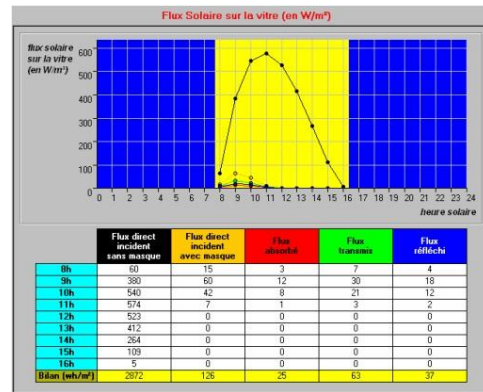 Flux Solaire sur la vitre (en W/m²)
flux solaire
sur la vitre
(en W/m²)
600
500
400
300
200
100
0
0 1 2 3 4 5 6 7 8 9 10 11 12 13 14 15 16 17 18 19 20 21 22 23 24
heure solaire
Flux direct incident sans masque Flux direct incident avec masque Flux absorbé Flux transmis Flux réfléchi
8h 60 15 3 7 4
9h 380 60 12 30 18
10h 540 42 8 21 12
11h 574 7 1 3 2
12h 523 0 0 0 0
13h 412 0 0 0 0
14h 264 0 0 0 0
15h 109 0 0 0 0
16h 5 0 0 0 0
Bilan (wh/m²) 2872 126 25 63 37